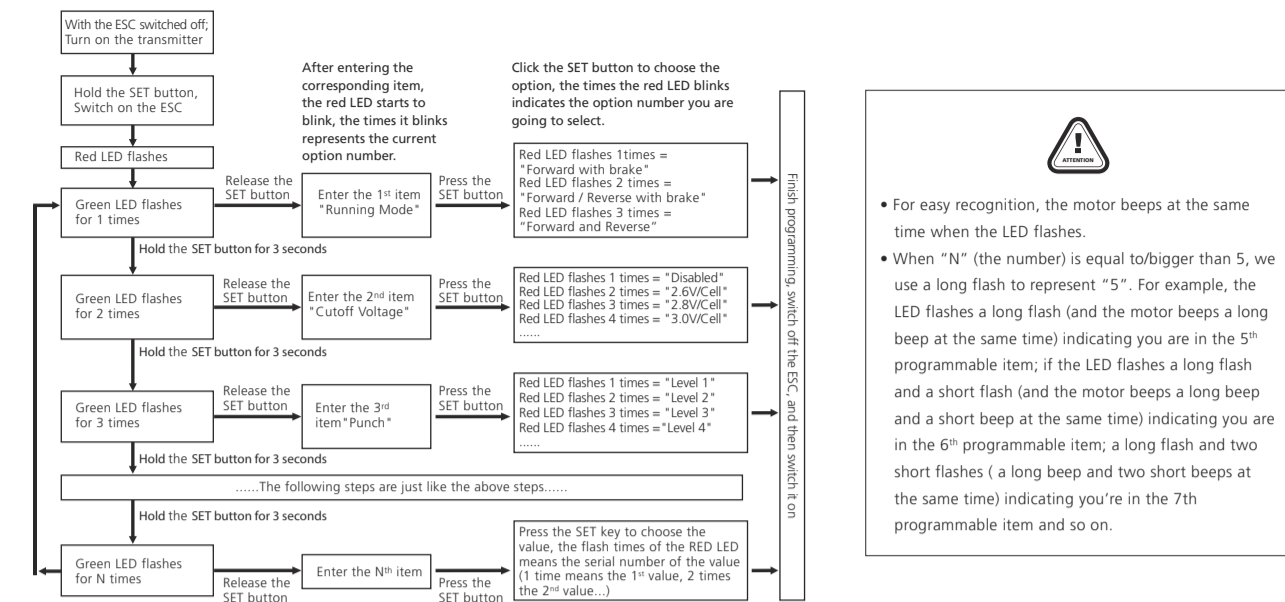 With the ESC switched off;
Turn on the transmitter
Hold the SET button,
Switch on the ESC
Red LED flashes
After entering the
corresponding item,
the red LED starts to
blink, the times it blinks
represents the current
option number.
Click the SET button to choose the
option, the times the red LED blinks
indicates the option number you are
going to select.
Green LED flashes
for 1 times
Release the
SET button
Enter the 1st item
"Running Mode"
Press the
SET button
Red LED flashes 1times =
"Forward with brake"
Red LED flashes 2 times =
"Forward / Reverse with brake"
Red LED flashes 3 times =
"Forward and Reverse”
Hold the SET button for 3 seconds
Green LED flashes
for 2 times
Release the
SET button
Enter the 2nd item
"Cutoff Voltage"
Press the
SET button
Red LED flashes 1 times = "Disabled"
Red LED flashes 2 times = "2.6V/Cell"
Red LED flashes 3 times = "2.8V/Cell"
Red LED flashes 4 times = "3.0V/Cell"
......
Hold the SET button for 3 seconds
Green LED flashes
for 3 times
Release the
SET button
Enter the 3rd
item"Punch"
Press the
SET button
Red LED flashes 1 times = "Level 1"
Red LED flashes 2 times = "Level 2"
Red LED flashes 3 times = "Level 3"
Red LED flashes 4 times ="Level 4"
......
Hold the SET button for 3 seconds
......The following steps are just like the above steps......
Hold the SET button for 3 seconds
Green LED flashes
for N times
Release the
SET button
Enter the Nth item
Press the
SET button
Press the SET key to choose the
value, the flash times of the RED LED
means the serial number of the value
(1 time means the 1st value, 2 times
the 2nd value...)
Finish programming, switch off the ESC, and then switch it on
ATTENTION
• For easy recognition, the motor beeps at the same
time when the LED flashes.
• When “N” (the number) is equal to/bigger than 5, we
use a long flash to represent “5”. For example, the
LED flashes a long flash (and the motor beeps a long
beep at the same time) indicating you are in the 5th
programmable item; if the LED flashes a long flash
and a short flash (and the motor beeps a long beep
and a short beep at the same time) indicating you are
in the 6th programmable item; a long flash and two
short flashes ( a long beep and two short beeps at
the same time) indicating you’re in the 7th
programmable item and so on.